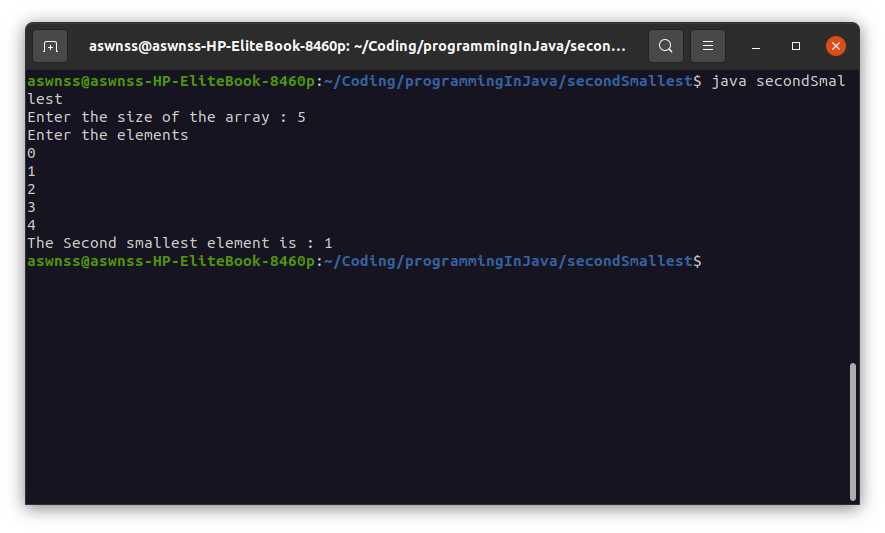 aswnss@aswnss-HP-EliteBook-8460p: ~/Coding/programmingInJava/secon...
aswnss@aswnss-HP-EliteBook-8460p:~/Coding/programmingInJava/secondSmallest$ java secondSmal
lest
Enter the size of the array : 5
Enter the elements
0
1
2
3
4
The Second smallest element is : 1
aswnss@aswnss-HP-EliteBook-8460p:~/Coding/programmingInJava/secondSmallest$